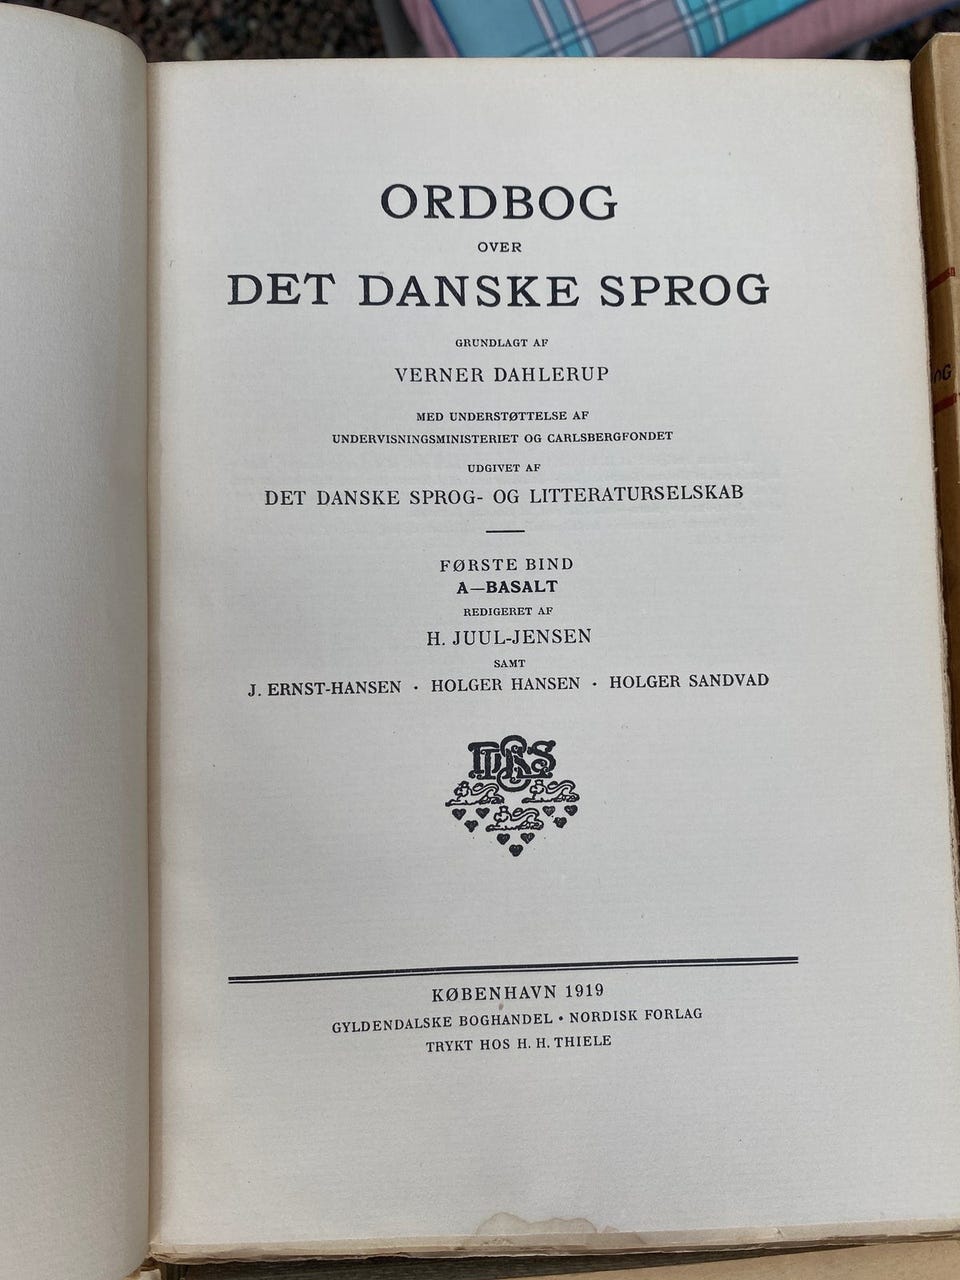 ORDBOG
OVER
DET DANSKE SPROG
GRUNDLAGT AF
VERNER DAHLERUP
MED UNDERSTØTTELSE AF
UNDERVISNINGSMINISTERIET OG CARLSBERGFONDET
UDGIVET AF
DET DANSKE SPROG- OG LITTERATURSELSKAB
FØRSTE BIND
A—BASALT
REDIGERET AF
H. JUUL-JENSEN
SAMT
J. ERNST-HANSEN · HOLGER HANSEN · HOLGER SANDVAD
KØBENHAVN 1919
GYLDENDALSKE BOGHANDEL • NORDISK FORLAG
TRYKT HOS H. H. THIELE